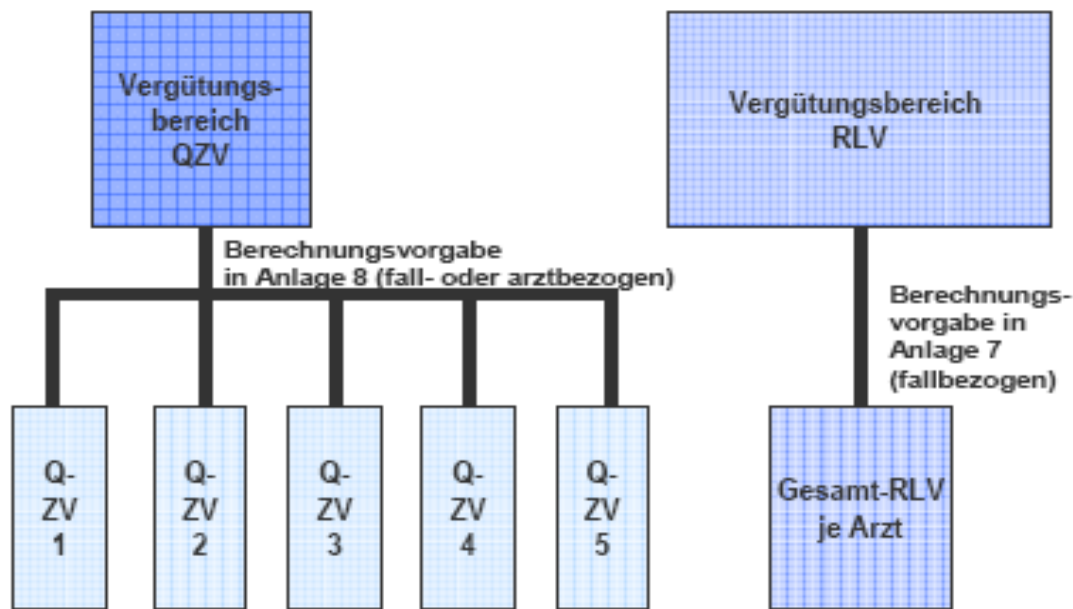 Vergütungs-
bereich
QZV
Vergütungsbereich
RLV
Berechnungsvorgabe
in Anlage 8 (fall- oder arztbezogen)
Berechnungs-
vorgabe in
Anlage 7
(fallbezogen)
Q-
ZV
1
Q-
ZV
2
Q-
ZV
3
Q-
ZV
4
Q-
ZV
5
Gesamt-RLV
je Arzt